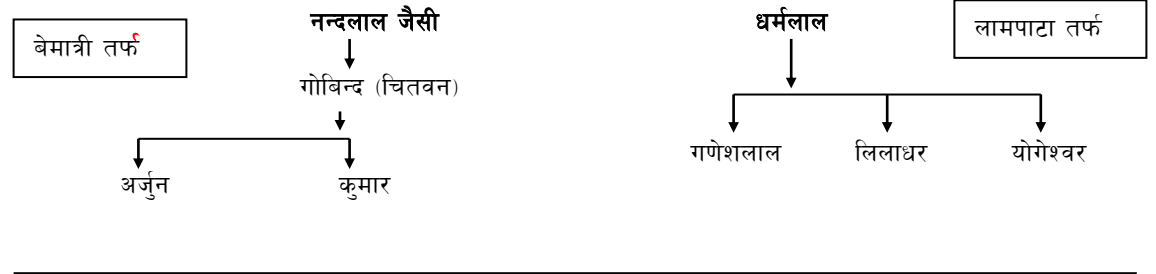 नन्दलाल जैसी धर्मलाल
बेमात्री तर्फ लामपाटा तर्फ
गोबिन्द (चितवन)
गणेशलाल लिलाधर योगेश्वर
अर्जुन कुमार